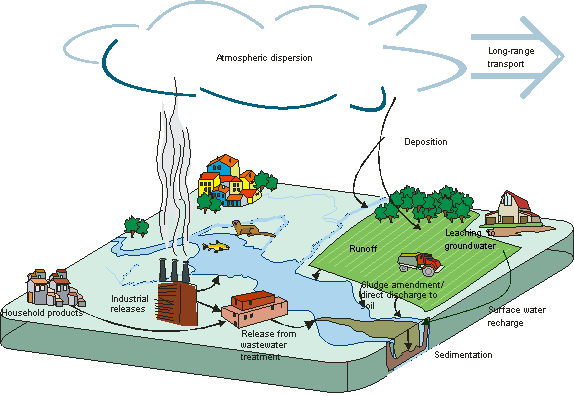 Atmospheric dispersion
Long-range
transport
Deposition
Leaching to
groundwater
Runoff
Sludge amendment/
direct discharge to
soil
Industrial
releases
Household products
Surface water
recharge
Release from
wastewater
treatment
Sedimentation